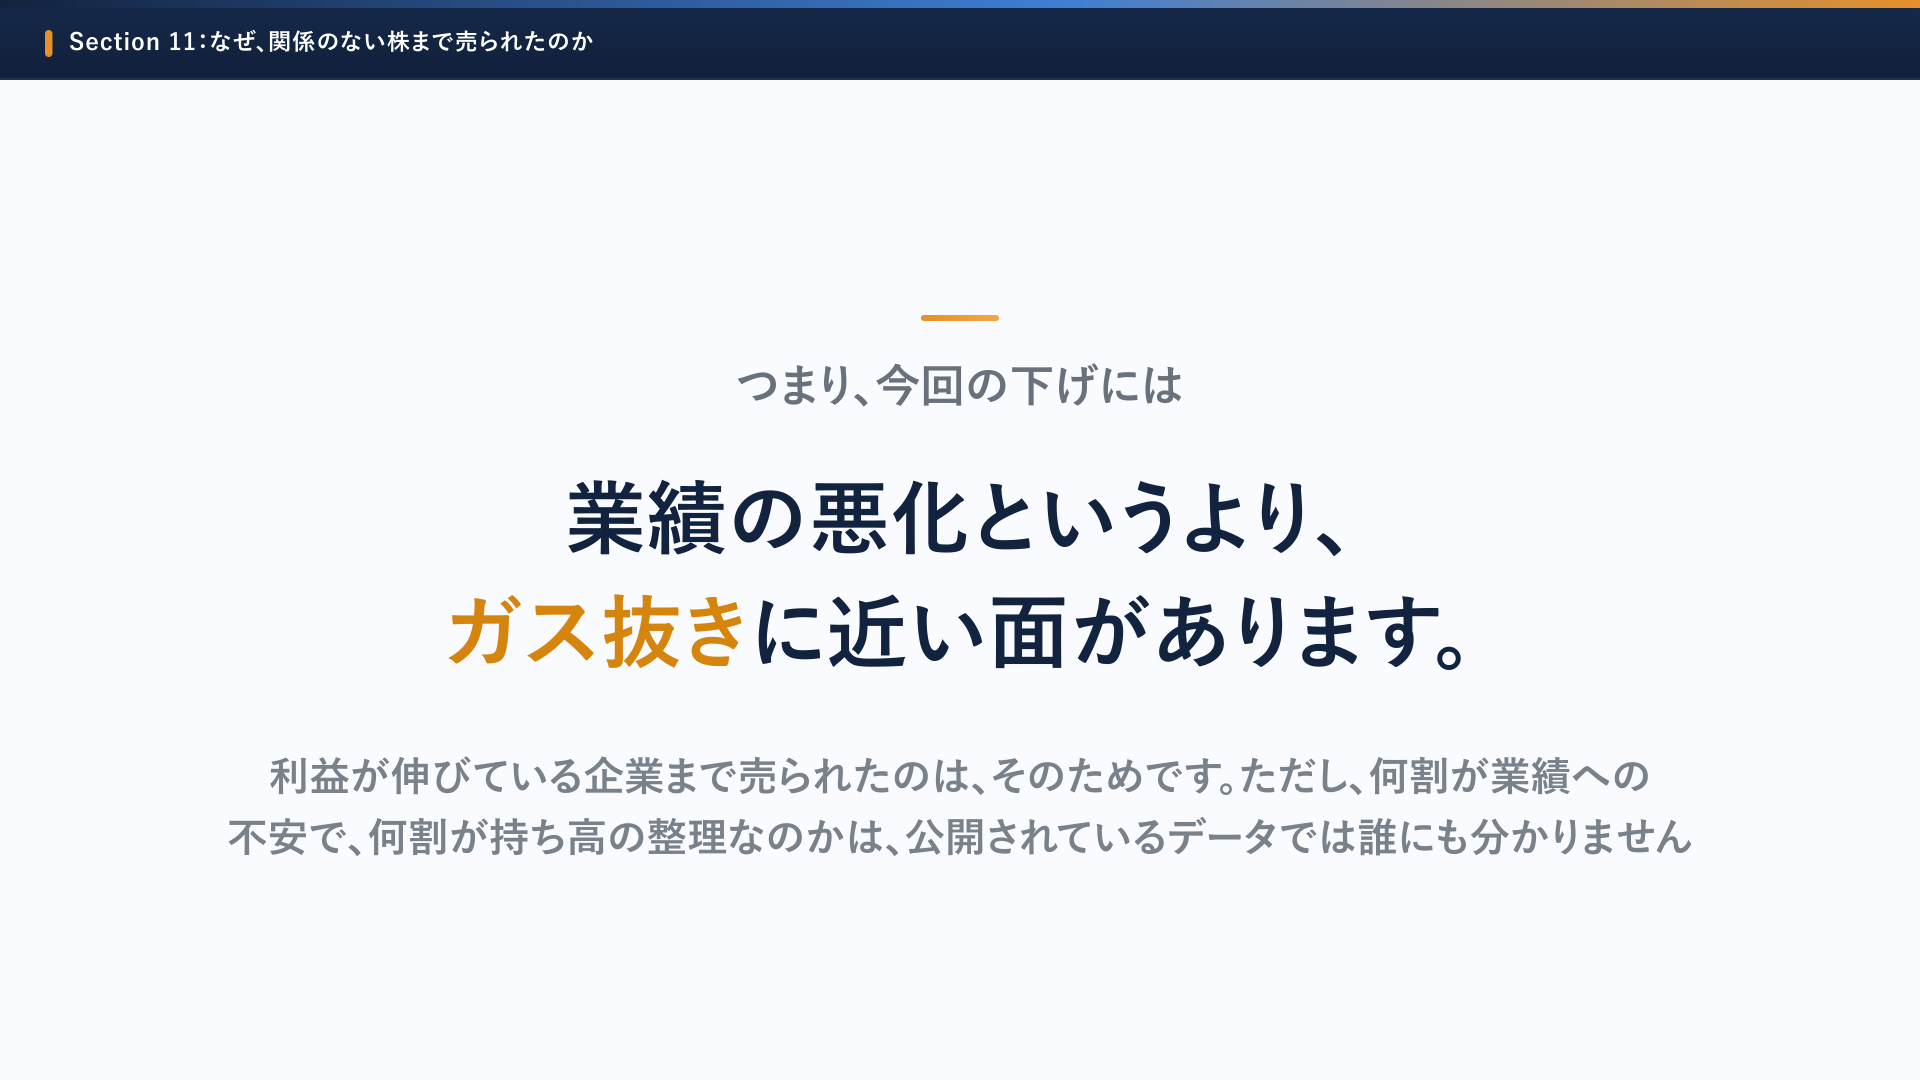 Section 11：なぜ、関係のない株まで売られたのか
つまり、今回の下げには
業績の悪化というより、
ガス抜きに近い面があります。
利益が伸びている企業まで売られたのは、そのためです。ただし、何割が業績への
不安で、何割が持ち高の整理なのかは、公開されているデータでは誰にも分かりません